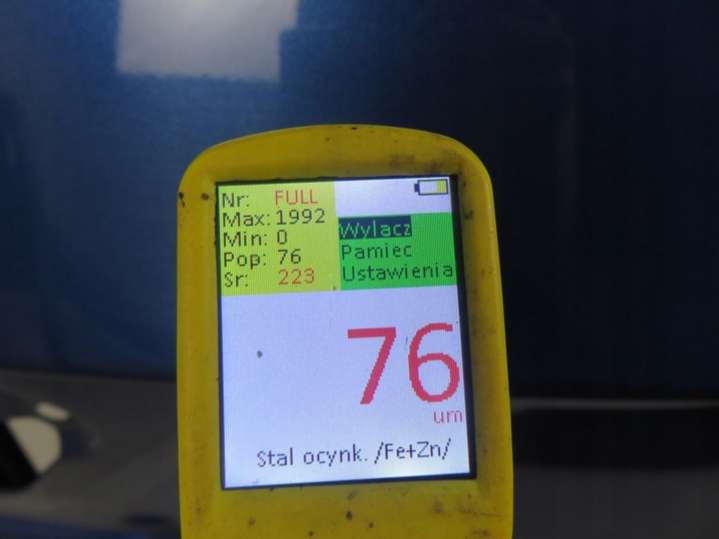 Nr: FULL
Max: 1992
Min: 0
Pop: 76
Sr: 223
Wylacz
Pamiec
Ustawienia
76
um
Stal ocynk. /Fe+Zn/